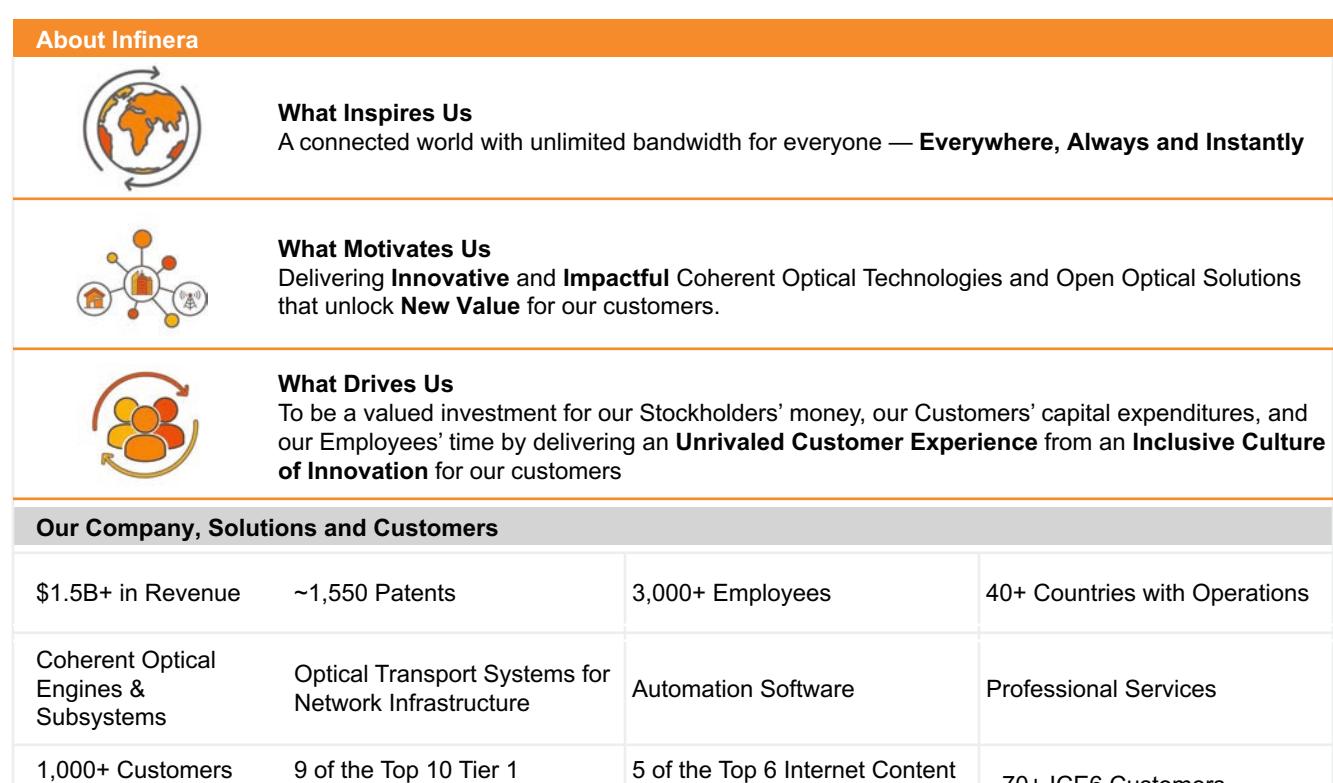 About Infinera
What Inspires Us
A connected world with unlimited bandwidth for everyone — Everywhere, Always and Instantly
What Motivates Us
Delivering Innovative and Impactful Coherent Optical Technologies and Open Optical Solutions
that unlock New Value for our customers.
What Drives Us
To be a valued investment for our Stockholders’ money, our Customers’ capital expenditures, and
our Employees’ time by delivering an Unrivaled Customer Experience from an Inclusive Culture
of Innovation for our customers
Our Company, Solutions and Customers
$1.5B+ in Revenue
~1,550 Patents
3,000+ Employees
40+ Countries with Operations
Coherent Optical
Engines &
Subsystems
Optical Transport Systems for
Network Infrastructure
Automation Software
Professional Services
1,000+ Customers
9 of the Top 10 Tier 1
5 of the Top 6 Internet Content
ICE6 Customers